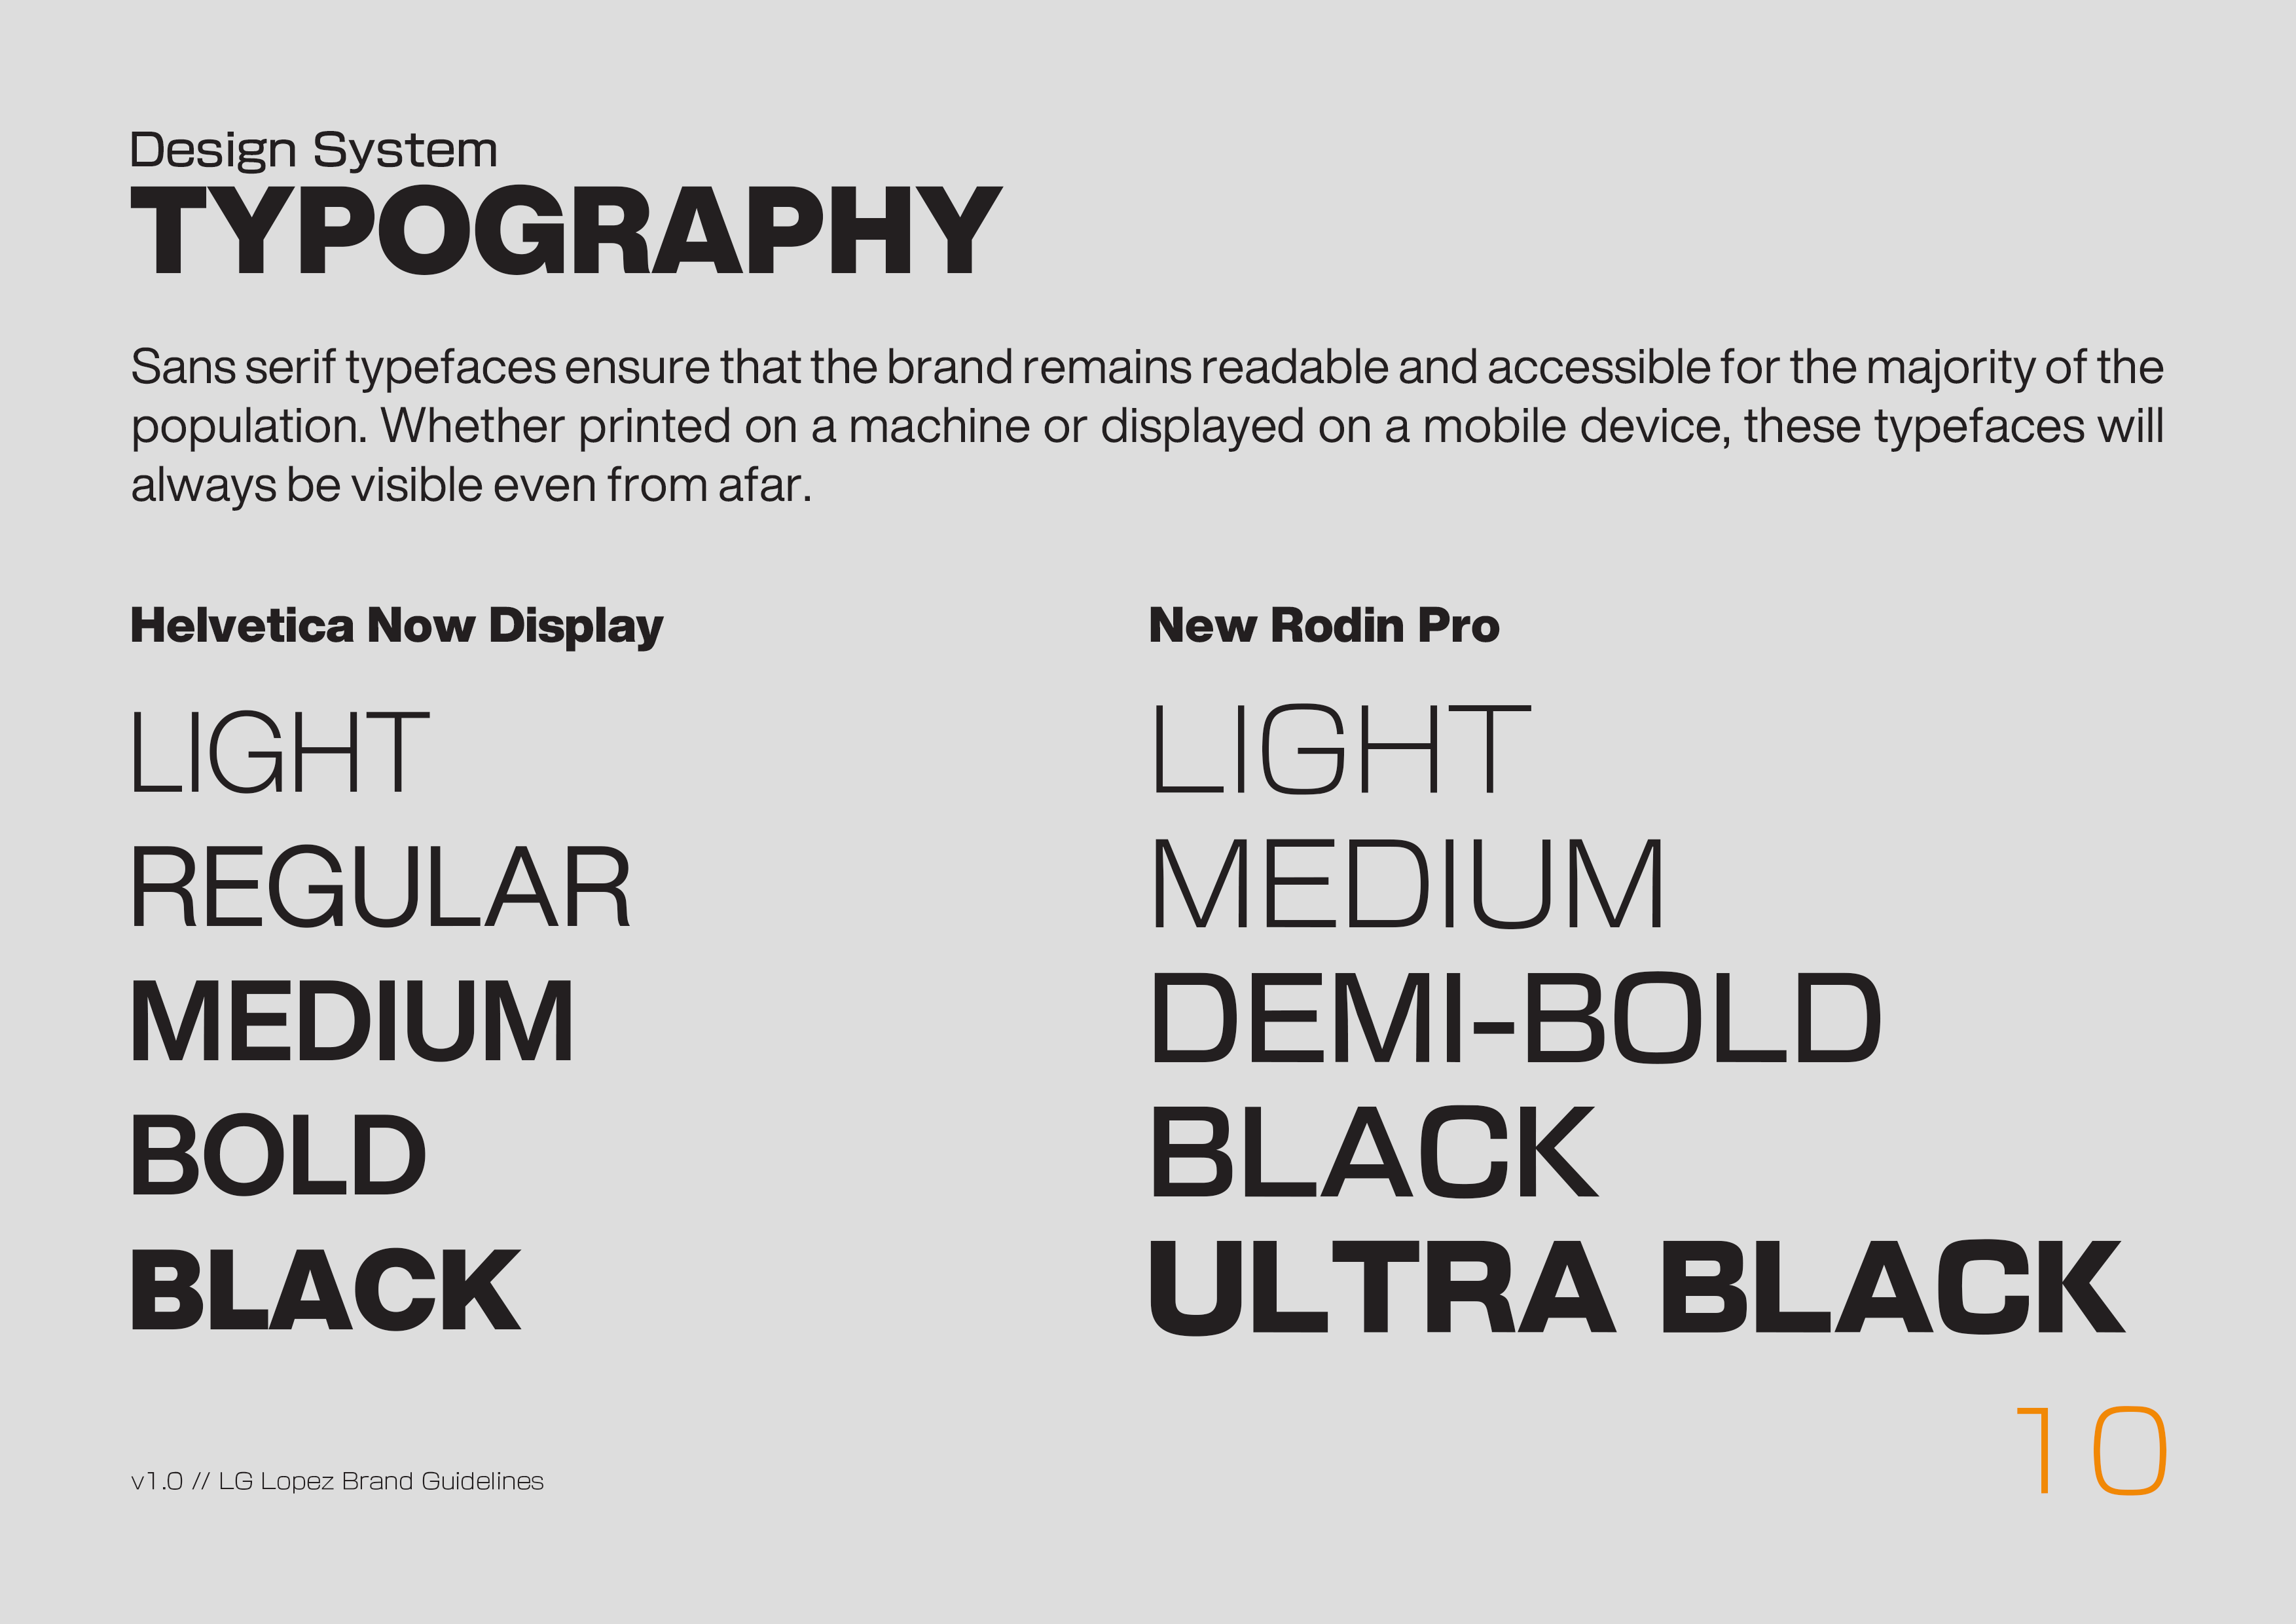 Design System
TYPOGRAPHY
Sans serif typefaces ensure that the brand remains readable and accessible for the majority of the
population. Whether printed on a machine or displayed on a mobile device, these typefaces will
always be visible even from afar.
Helvetica Now Display
LIGHT
REGULAR
MEDIUM
BOLD
BLACK
New Rodin Pro
LIGHT
MEDIUM
DEMI-BOLD
BLACK
ULTRA BLACK
v1.0 // LG Lopez Brand Guidelines
10